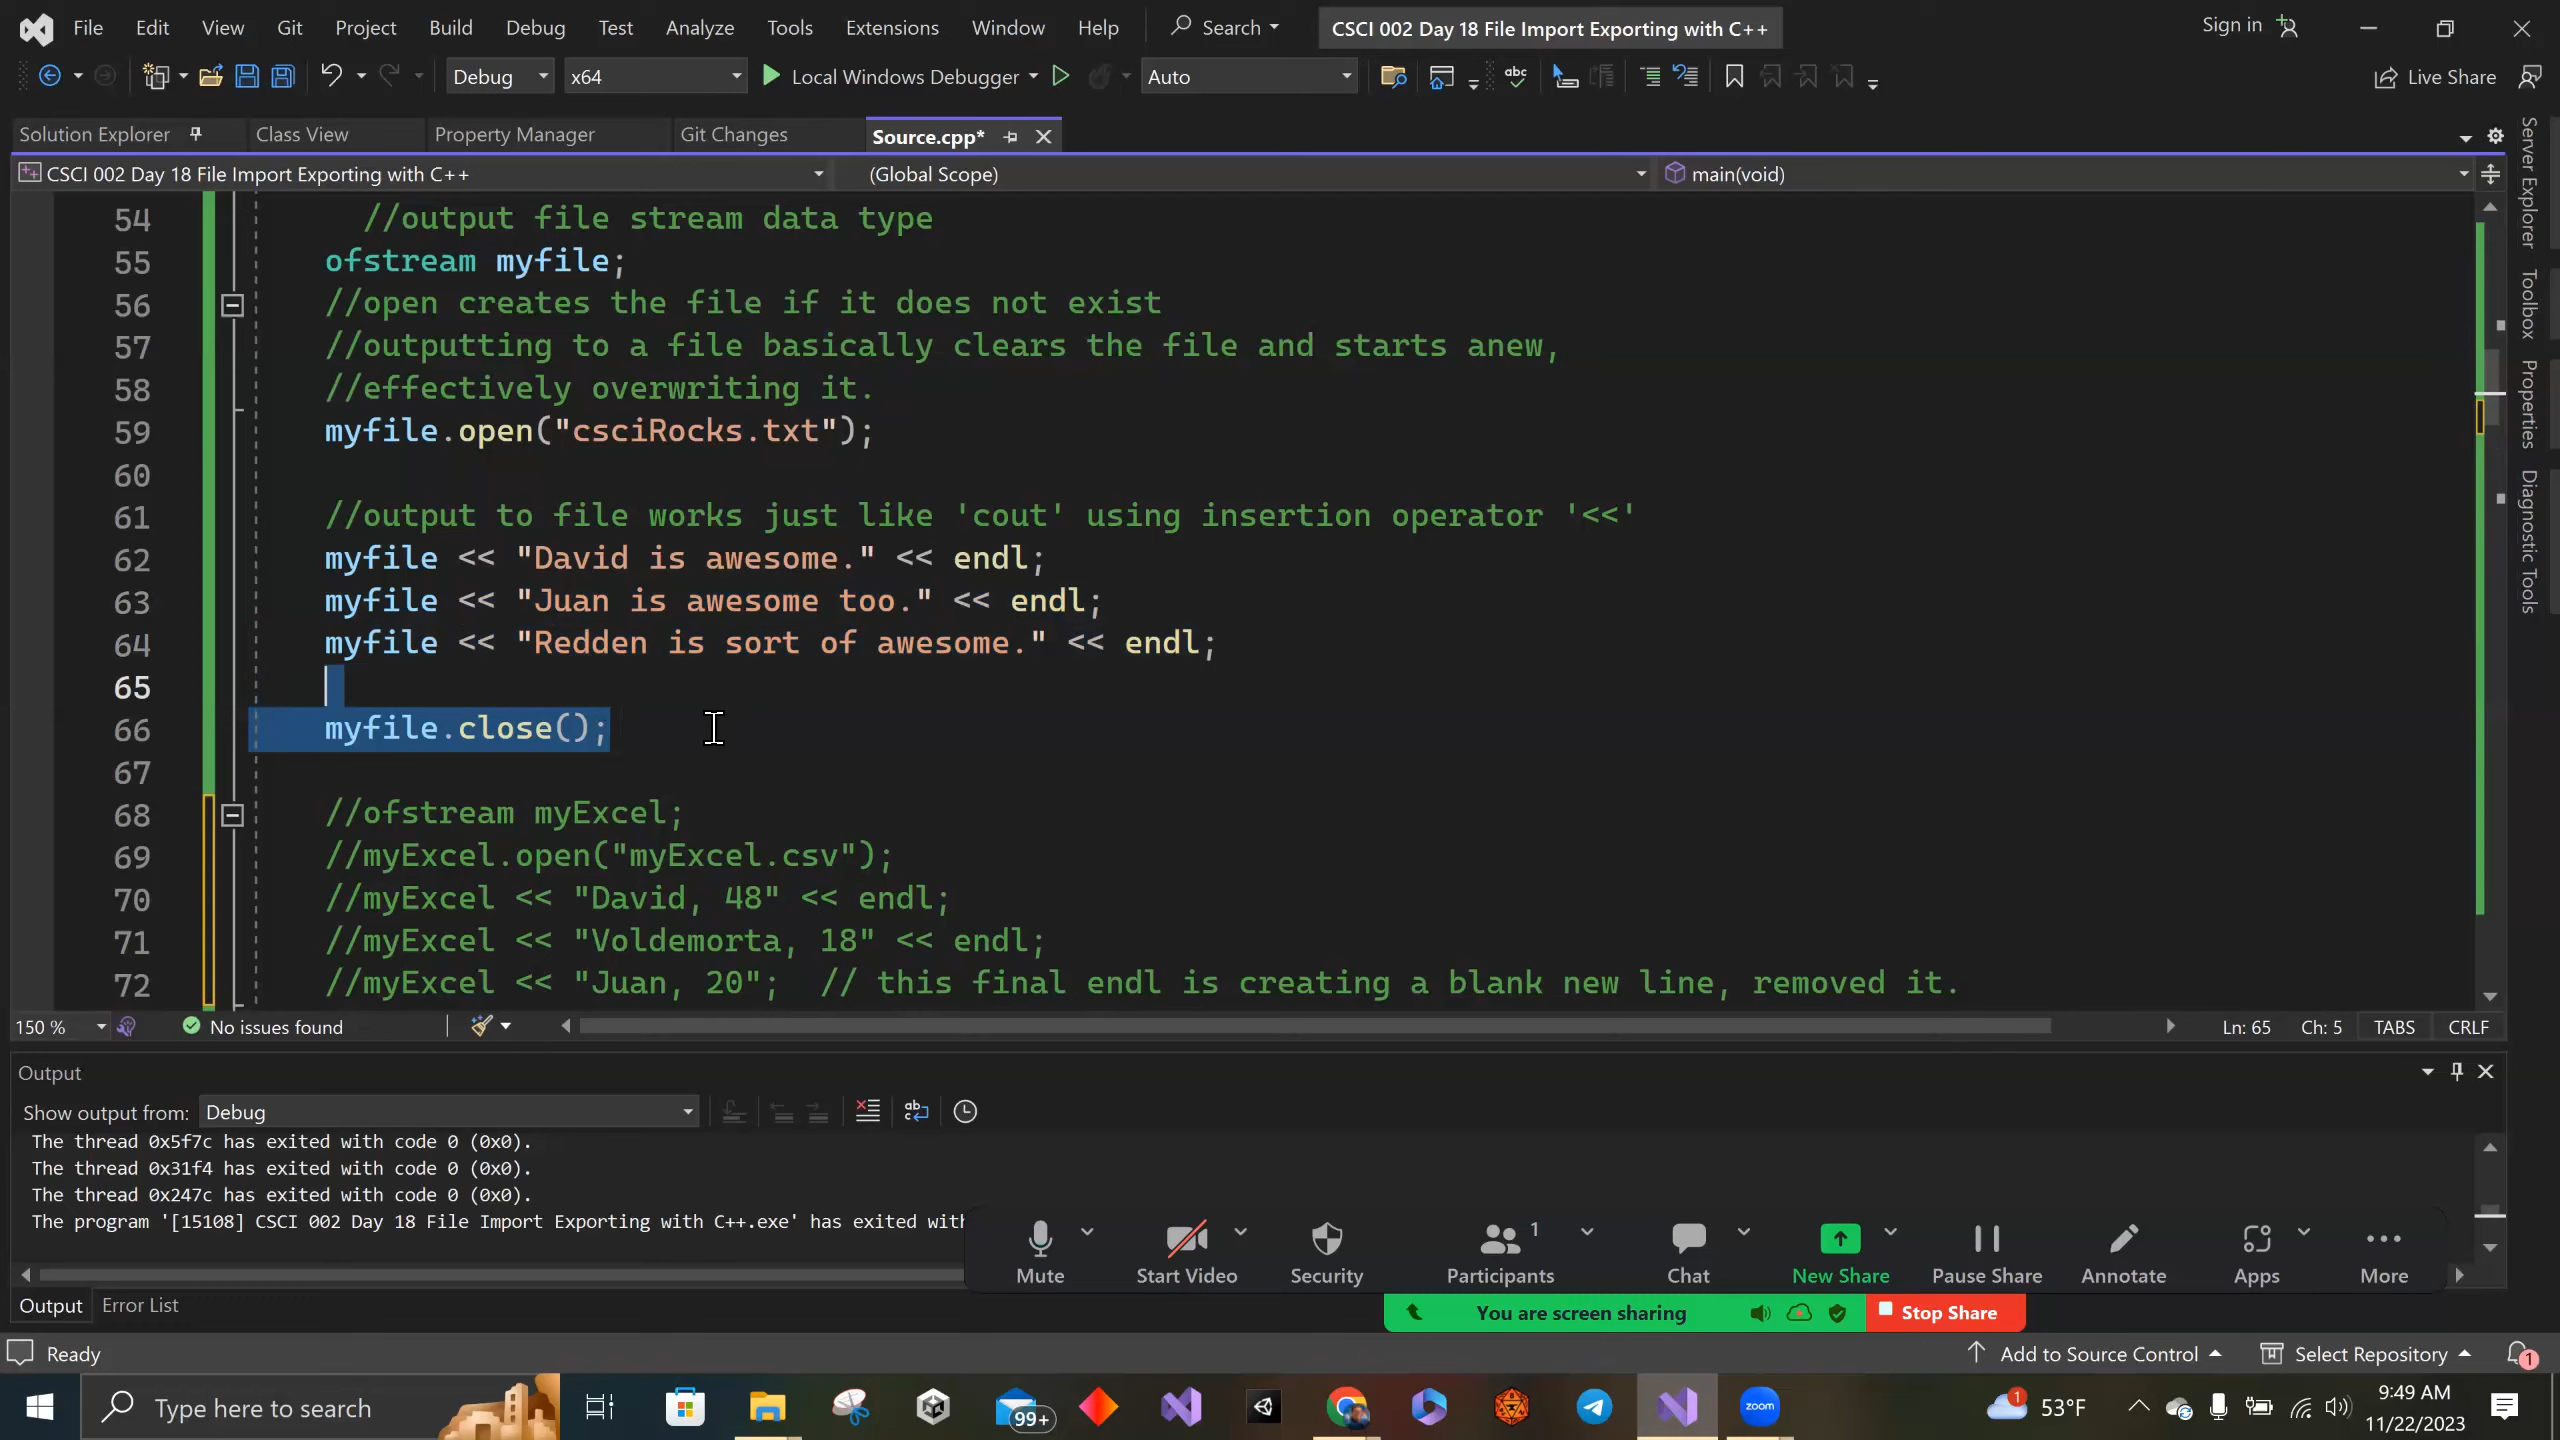 File Edit View Git Project Build Debug Test Analyze Tools Extensions Window Help Search CSCI 002 Day 18 File Import Exporting with C++ Sign in
Debug x64 Local Windows Debugger Auto Live Share
Solution Explorer Class View Property Manager Git Changes Source.cpp*
CSCI 002 Day 18 File Import Exporting with C++ (Global Scope) main(void)
54 //output file stream data type
55 ofstream myfile;
56 //open creates the file if it does not exist
57 //outputting to a file basically clears the file and starts anew,
58 //effectively overwriting it.
59 myfile.open("csciRocks.txt");
60
61 //output to file works just like 'cout' using insertion operator '<<'
62 myfile << "David is awesome." << endl;
63 myfile << "Juan is awesome too." << endl;
64 myfile << "Redden is sort of awesome." << endl;
65
66 myfile.close();
67
68 //ofstream myExcel;
69 //myExcel.open("myExcel.csv");
70 //myExcel << "David, 48" << endl;
71 //myExcel << "Voldemorta, 18" << endl;
72 //myExcel << "Juan, 20"; // this final endl is creating a blank new line, removed it.
Server Explorer
Toolbox
Properties
Diagnostic Tools
150 % No issues found Ln: 65 Ch: 5 TABS CRLF
Output
Show output from: Debug
The thread 0x5f7c has exited with code 0 (0x0).
The thread 0x31f4 has exited with code 0 (0x0).
The thread 0x247c has exited with code 0 (0x0).
The program '[15108] CSCI 002 Day 18 File Import Exporting with C++.exe' has exited with
1
Mute Start Video Security Participants Chat New Share Pause Share Annotate Apps More
Output Error List
You are screen sharing Stop Share
Ready Add to Source Control Select Repository 1
Type here to search 99+ zoom 1 53°F 9:49 AM
11/22/2023